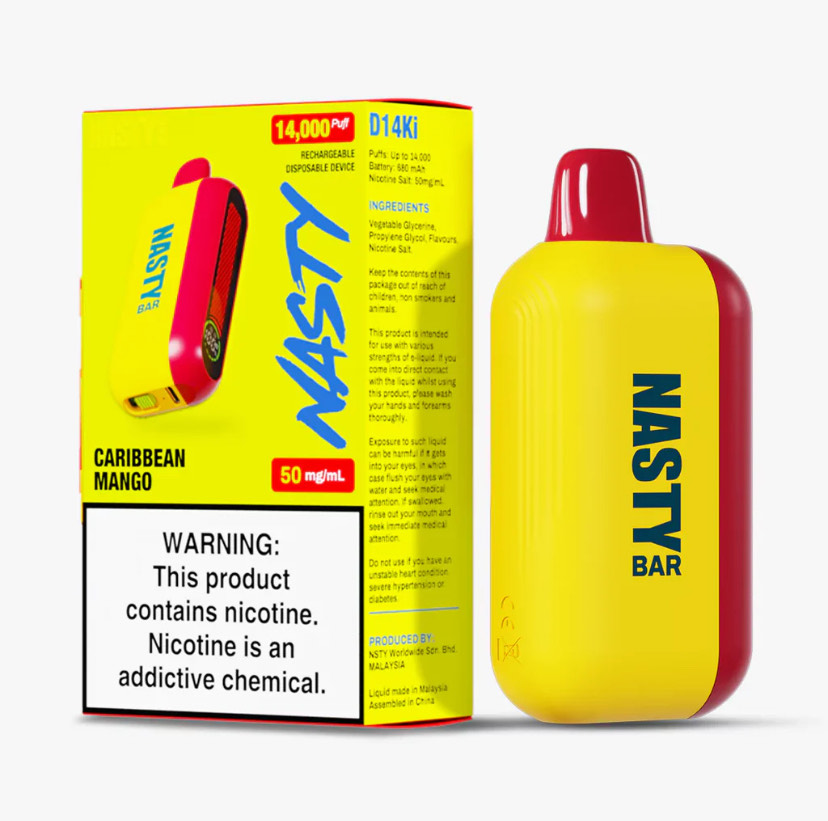 14,000 Puff
RECHARGEABLE
DISPOSABLE DEVICE
NASTY
BAR
NASTY
CARIBBEAN
MANGO
50 mg/mL
WARNING:
This product
contains nicotine.
Nicotine is an
addictive chemical.
D14Ki
Puffs: Up to 14,000
Battery: 680 mAh
Nicotine Salt: 50mg/mL
INGREDIENTS
Vegetable Glycerine,
Propylene Glycol, Flavours,
Nicotine Salt.
Keep the contents of this
package out of reach of
children, non smokers and
animals.
This product is intended
for use with various
strengths of e-liquid. If you
come into direct contact
with the liquid whilst using
this product, please wash
your hands and forearms
thoroughly.
Exposure to such liquid
can be harmful if it gets
into your eyes, in which
case flush your eyes with
water and seek medical
attention. If swallowed,
rinse out your mouth and
seek immediate medical
attention.
Do not use if you have an
unstable heart condition,
severe hypertension or
diabetes.
PRODUCED BY:
NSTY Worldwide Sdn. Bhd.
MALAYSIA
Liquid made in Malaysia
Assembled in China
NASTY
BAR
CE